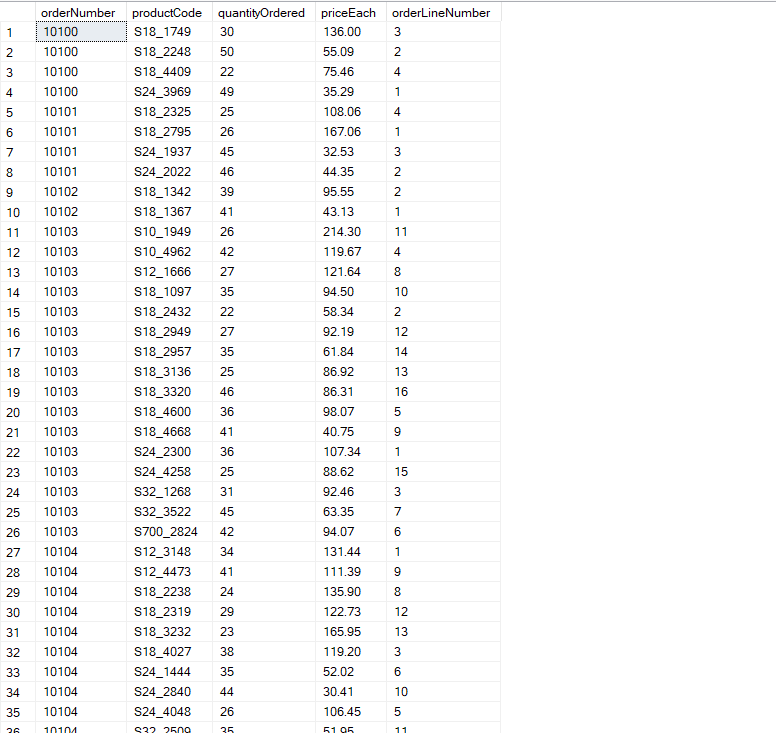 orderNumber productCode quantityOrdered priceEach orderLineNumber
1 10100 S18_1749 30 136.00 3
2 10100 S18_2248 50 55.09 2
3 10100 S18_4409 22 75.46 4
4 10100 S24_3969 49 35.29 1
5 10101 S18_2325 25 108.06 4
6 10101 S18_2795 26 167.06 1
7 10101 S24_1937 45 32.53 3
8 10101 S24_2022 46 44.35 2
9 10102 S18_1342 39 95.55 2
10 10102 S18_1367 41 43.13 1
11 10103 S10_1949 26 214.30 11
12 10103 S10_4962 42 119.67 4
13 10103 S12_1666 27 121.64 8
14 10103 S18_1097 35 94.50 10
15 10103 S18_2432 22 58.34 2
16 10103 S18_2949 27 92.19 12
17 10103 S18_2957 35 61.84 14
18 10103 S18_3136 25 86.92 13
19 10103 S18_3320 46 86.31 16
20 10103 S18_4600 36 98.07 5
21 10103 S18_4668 41 40.75 9
22 10103 S24_2300 36 107.34 1
23 10103 S24_4258 25 88.62 15
24 10103 S32_1268 31 92.46 3
25 10103 S32_3522 45 63.35 7
26 10103 S700_2824 42 94.07 6
27 10104 S12_3148 34 131.44 1
28 10104 S12_4473 41 111.39 9
29 10104 S18_2238 24 135.90 8
30 10104 S18_2319 29 122.73 12
31 10104 S18_3232 23 165.95 13
32 10104 S18_4027 38 119.20 3
33 10104 S24_1444 35 52.02 6
34 10104 S24_2840 44 30.41 10
35 10104 S24_4048 26 106.45 5
36 10104 S32_2509 35 51.95 11